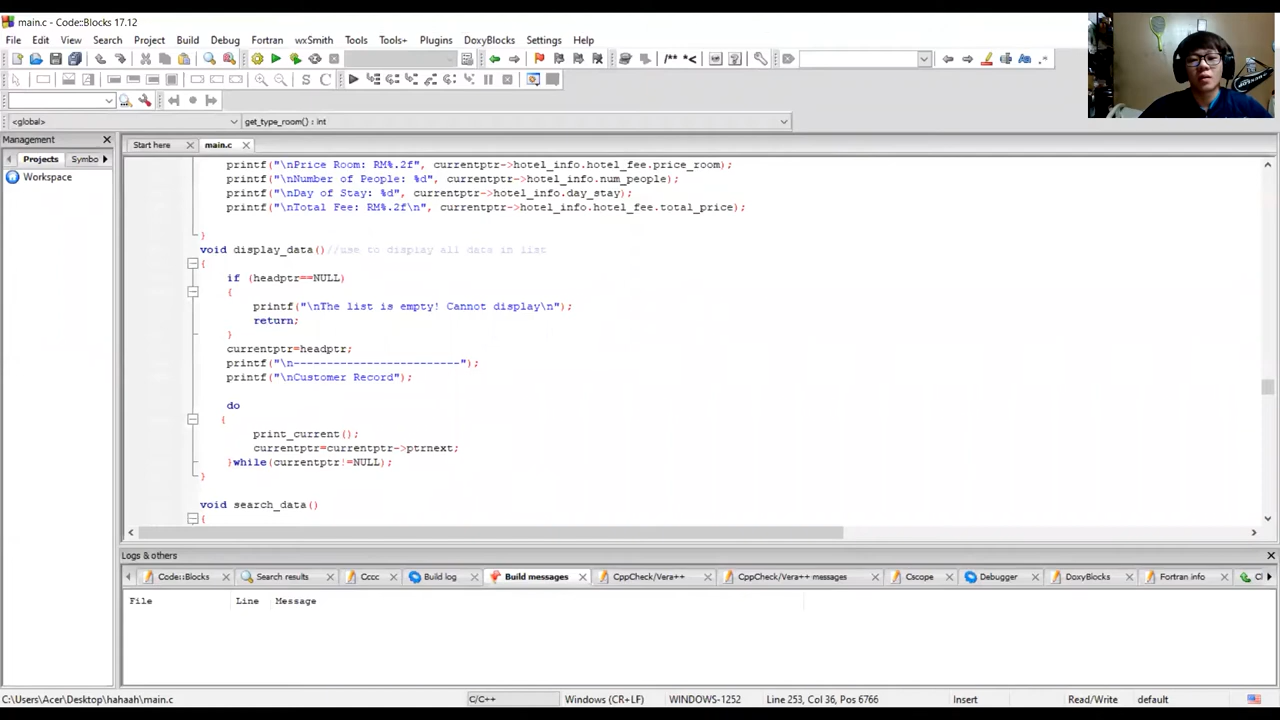 main.c - Code::Blocks 17.12
File Edit View Search Project Build Debug Fortran wxSmith Tools Tools+ Plugins DoxyBlocks Settings Help
/** *<
S C
<global> get_type_room() : int
Management
Projects Symbo
Workspace
Start here main.c
printf("\nPrice Room: RM%.2f", currentptr->hotel_info.hotel_fee.price_room);
printf("\nNumber of People: %d", currentptr->hotel_info.num_people);
printf("\nDay of Stay: %d", currentptr->hotel_info.day_stay);
printf("\nTotal Fee: RM%.2f\n", currentptr->hotel_info.hotel_fee.total_price);
}
void display_data()//use to display all data in list
{
if (headptr==NULL)
{
printf("\nThe list is empty! Cannot display\n");
return;
}
currentptr=headptr;
printf("\n-------------------------");
printf("\nCustomer Record");
do
{
print_current();
currentptr=currentptr->ptrnext;
}while(currentptr!=NULL);
}
void search_data()
{
Logs & others
Code::Blocks Search results Cccc Build log Build messages CppCheck/Vera++ CppCheck/Vera++ messages Cscope Debugger DoxyBlocks Fortran info
File Line Message
C:\Users\Acer\Desktop\hahaah\main.c C/C++ Windows (CR+LF) WINDOWS-1252 Line 253, Col 36, Pos 6766 Insert Read/Write default